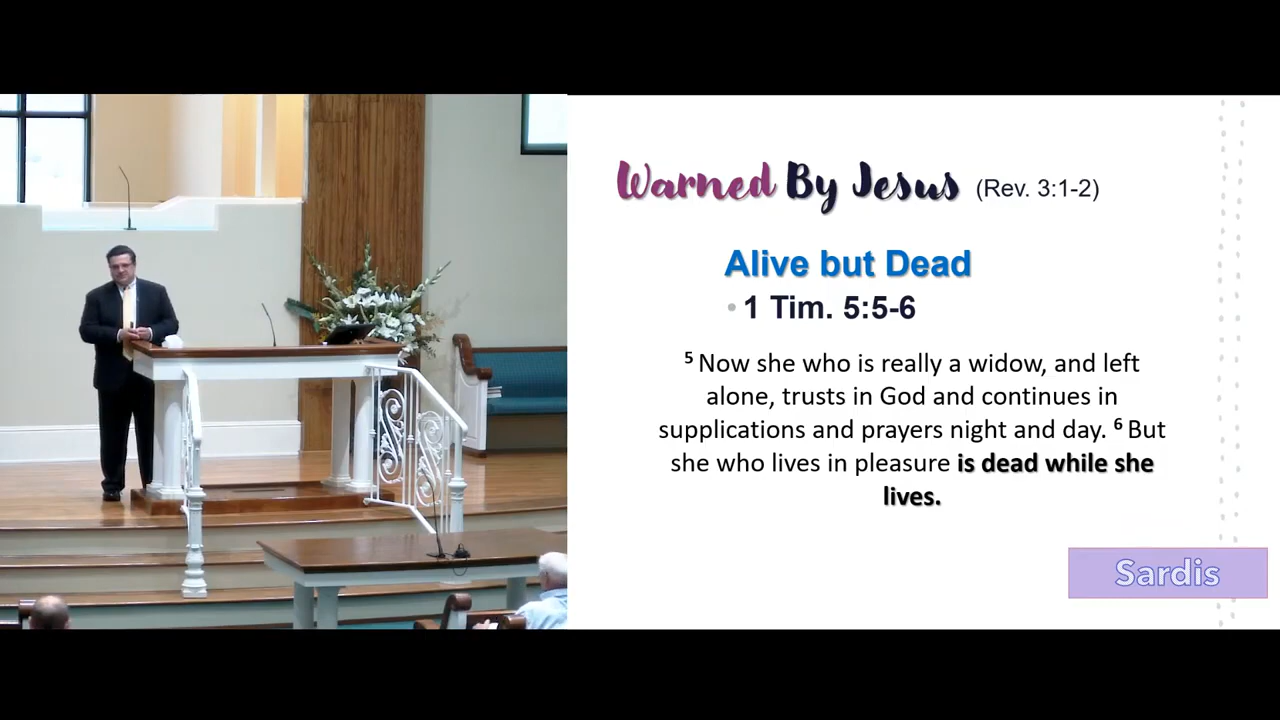 Warned By Jesus (Rev. 3:1-2)
Alive but Dead
• 1 Tim. 5:5-6
5 Now she who is really a widow, and left
alone, trusts in God and continues in
supplications and prayers night and day. 6 But
she who lives in pleasure is dead while she
lives.
Sardis